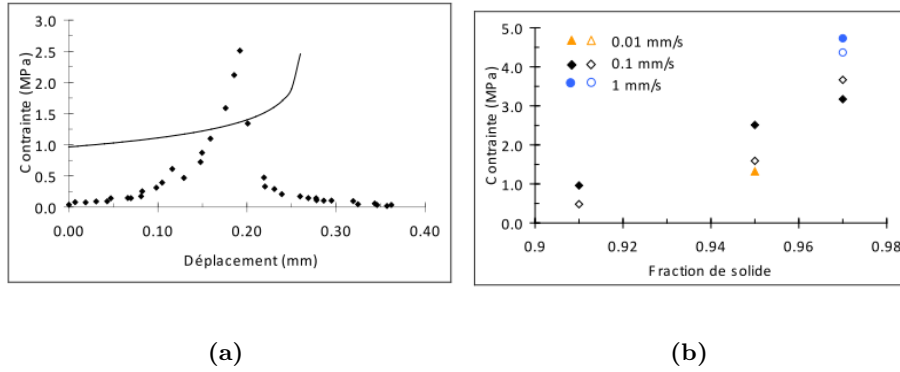 Contrainte (MPa)
3.0
2.5
2.0
1.5
1.0
0.5
0.0
0.00 0.10 0.20 0.30 0.40
Déplacement (mm)
(a)
Contrainte (MPa)
5.0
4.0
3.0
2.0
1.0
0.0
0.01 mm/s
0.1 mm/s
1 mm/s
0.9 0.92 0.94 0.96 0.98
Fraction de solide
(b)